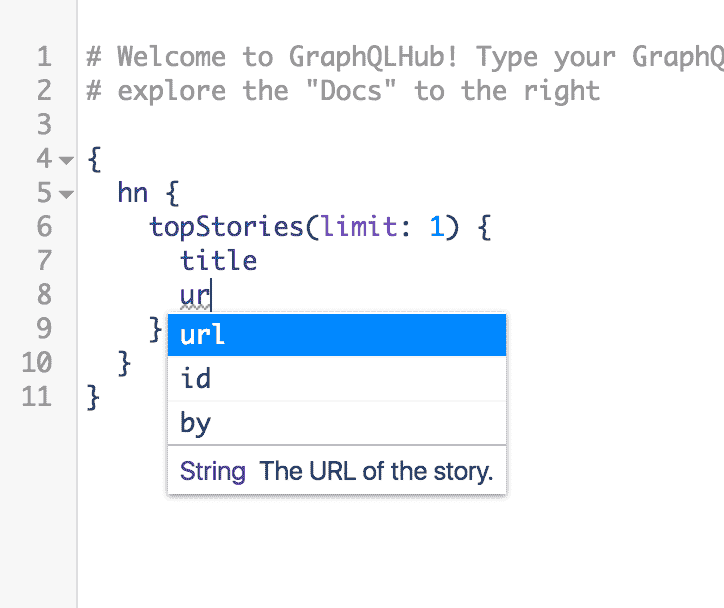 1 # Welcome to GraphQLHub! Type your GraphQ
2 # explore the "Docs" to the right
3
4 {
5 hn {
6 topStories(limit: 1) {
7 title
8 ur
9 }
url
id
10 }
by
11 }
String The URL of the story.